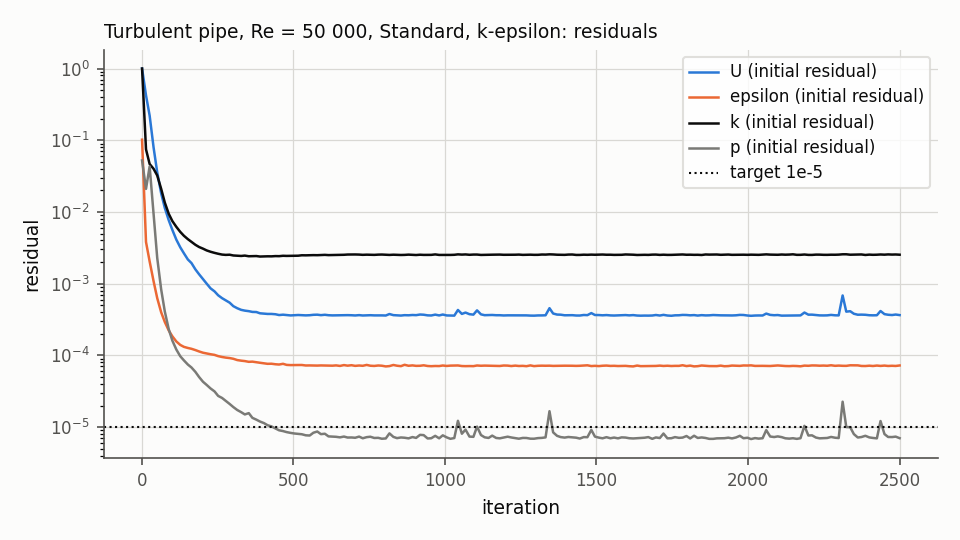 Turbulent pipe, Re = 50 000, Standard, k-epsilon: residuals
U (initial residual)
epsilon (initial residual)
k (initial residual)
p (initial residual)
target 1e-5
10⁰
10⁻¹
10⁻²
10⁻³
10⁻⁴
10⁻⁵
residual
0 500 1000 1500 2000 2500
iteration